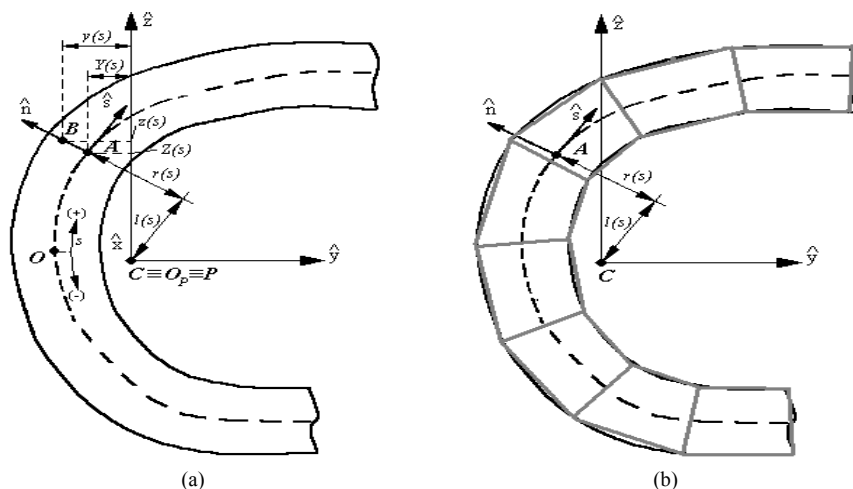 ẑ
y(s)
Y(s)
ŝ
n̂
B
A
z(s)
Z(s)
r(s)
(+)
s
l(s)
O
x̂
ŷ
(-)
C≡O_P≡P
(a)
ẑ
n̂
ŝ
A
r(s)
l(s)
ŷ
C
(b)